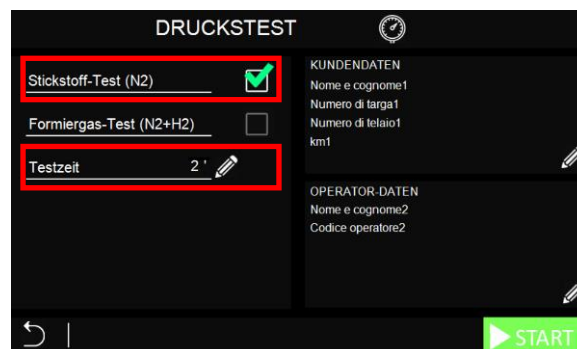 DRUCKSTEST
Stickstoff-Test (N2)
Formiergas-Test (N2+H2)
Testzeit 2 '
KUNDENDATEN
Nome e cognome1
Numero di targa1
Numero di telaio1
km1
OPERATOR-DATEN
Nome e cognome2
Codice operatore2
START